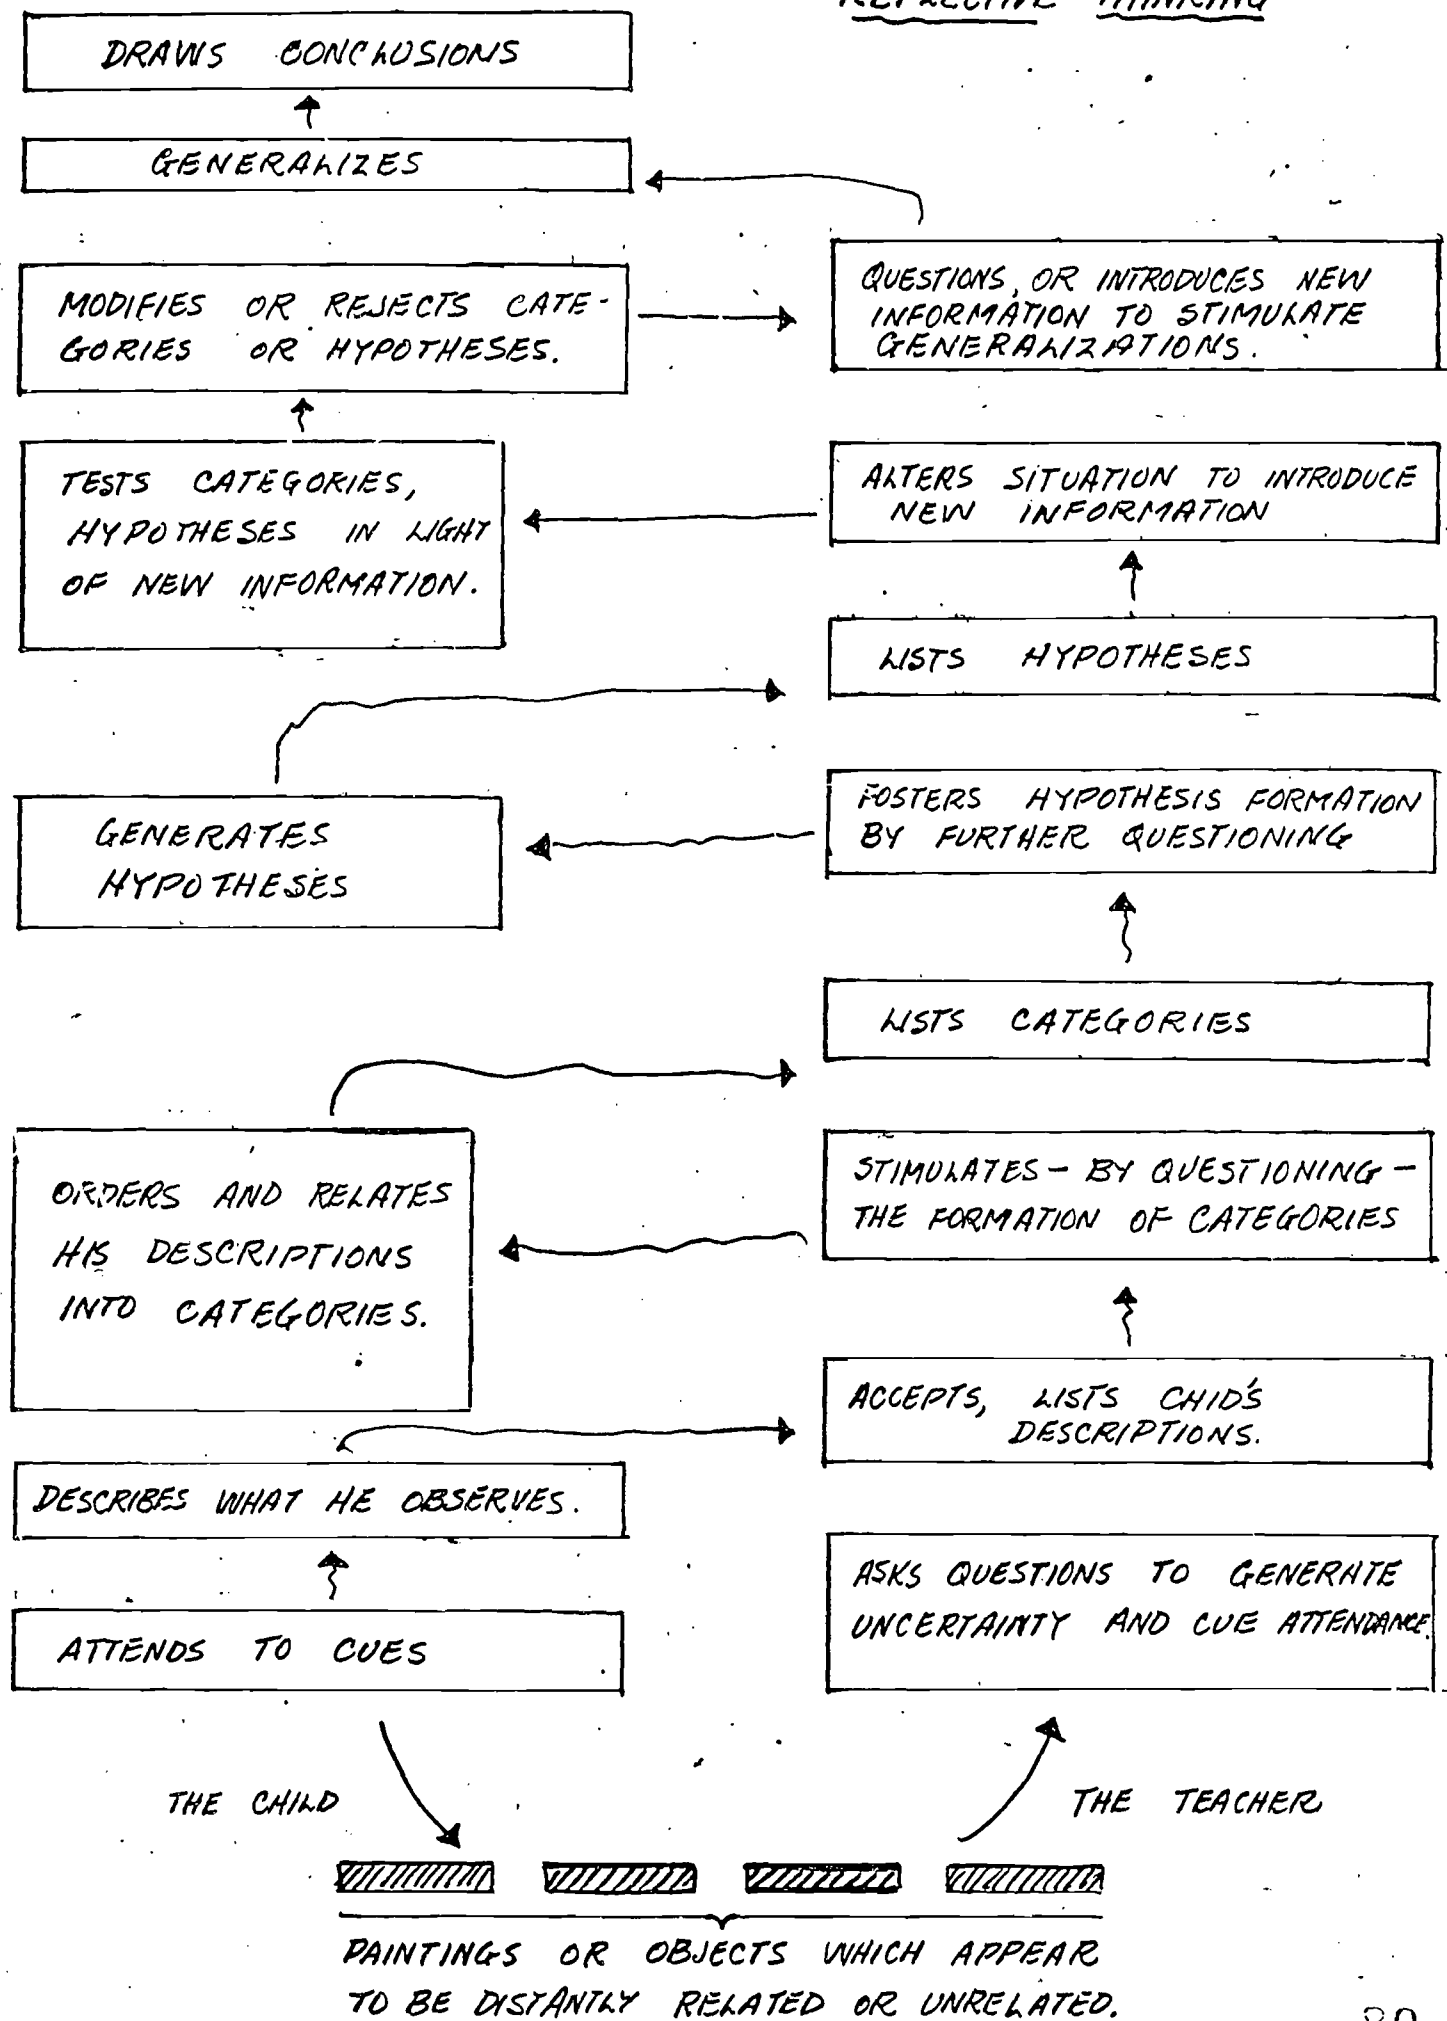 REFLECTIVE THINKING
DRAWS CONCLUSIONS
GENERALIZES
MODIFIES OR REJECTS CATE-
GORIES OR HYPOTHESES.
QUESTIONS, OR INTRODUCES NEW
INFORMATION TO STIMULATE
GENERALIZATIONS.
TESTS CATEGORIES,
HYPOTHESES IN LIGHT
OF NEW INFORMATION.
ALTERS SITUATION TO INTRODUCE
NEW INFORMATION
LISTS HYPOTHESES
GENERATES
HYPOTHESES
FOSTERS HYPOTHESIS FORMATION
BY FURTHER QUESTIONING
LISTS CATEGORIES
ORDERS AND RELATES
HIS DESCRIPTIONS
INTO CATEGORIES.
STIMULATES - BY QUESTIONING -
THE FORMATION OF CATEGORIES
ACCEPTS, LISTS CHID'S
DESCRIPTIONS.
DESCRIBES WHAT HE OBSERVES.
ASKS QUESTIONS TO GENERATE
UNCERTAINTY AND CUE ATTENDANCE.
ATTENDS TO CUES
THE CHILD
THE TEACHER
PAINTINGS OR OBJECTS WHICH APPEAR
TO BE DISTANTLY RELATED OR UNRELATED.